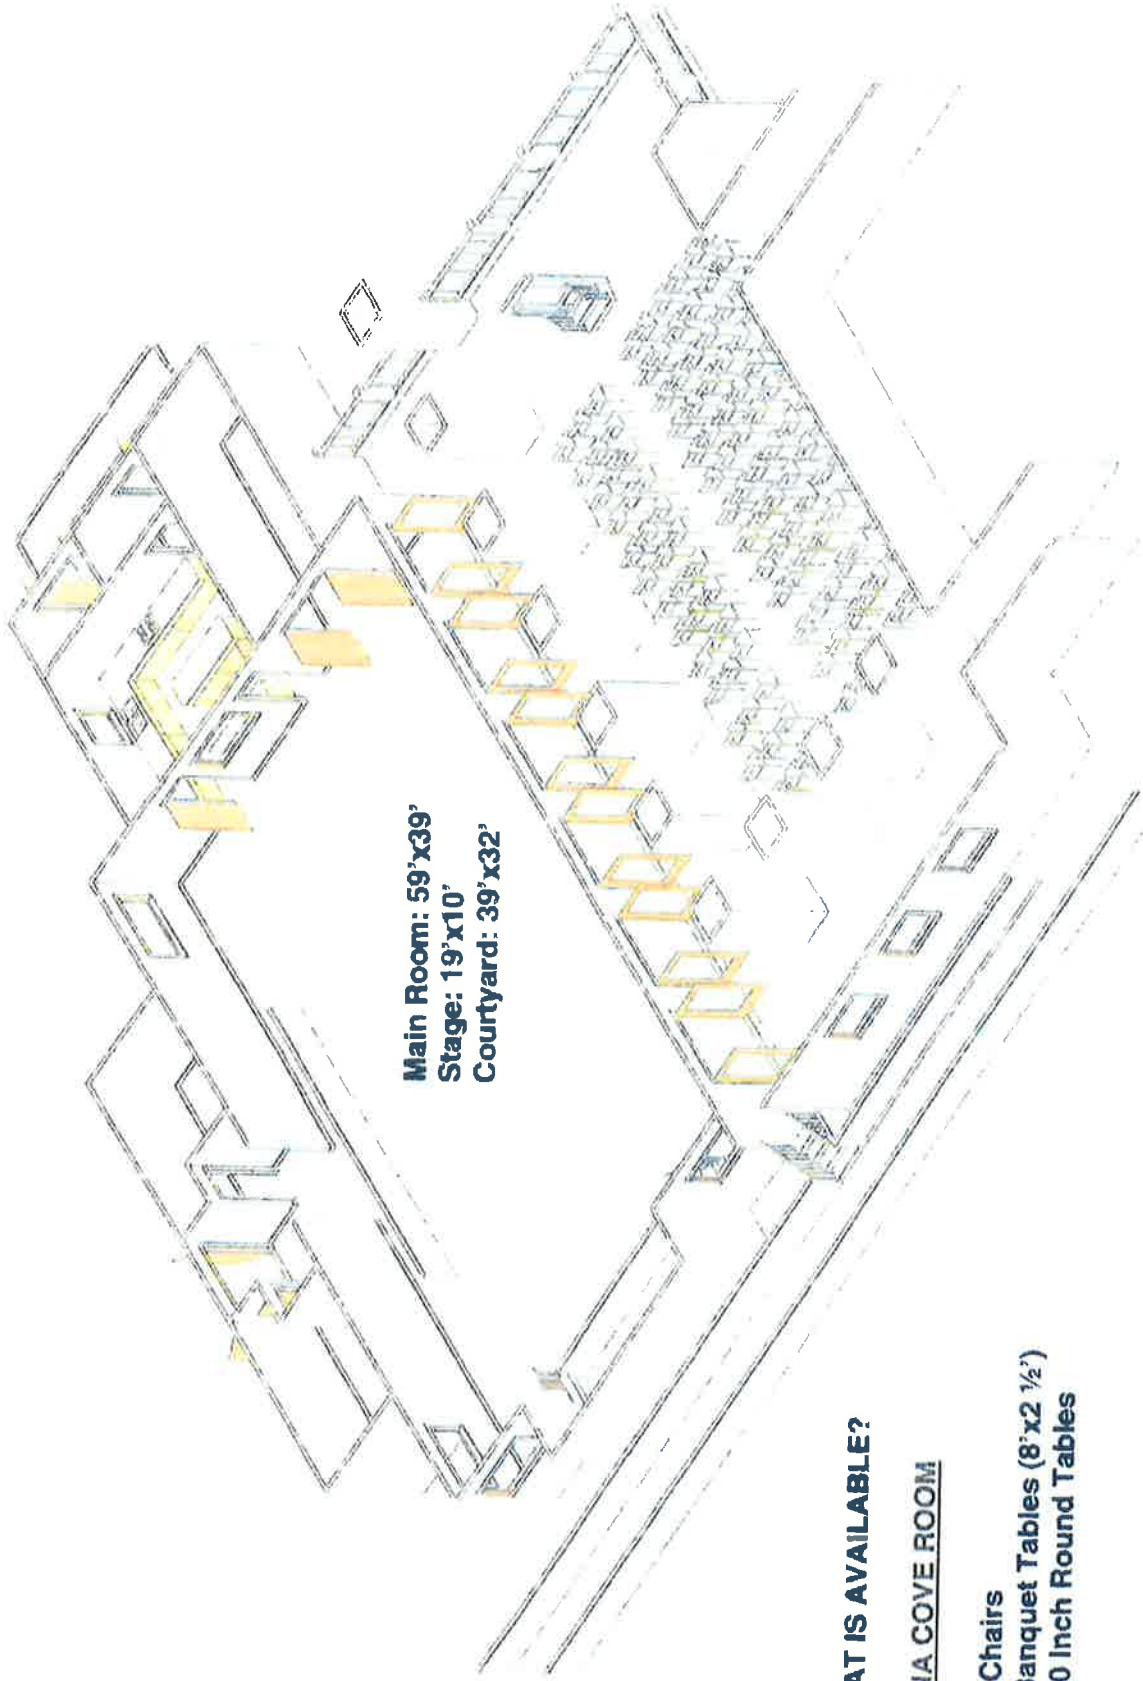 Main Room: 59'x39'
Stage: 19'x10'
Courtyard: 39'x32'
AT IS AVAILABLE?
IA COVE ROOM
Chairs
Banquet Tables (8'x2 ½')
0 Inch Round Tables